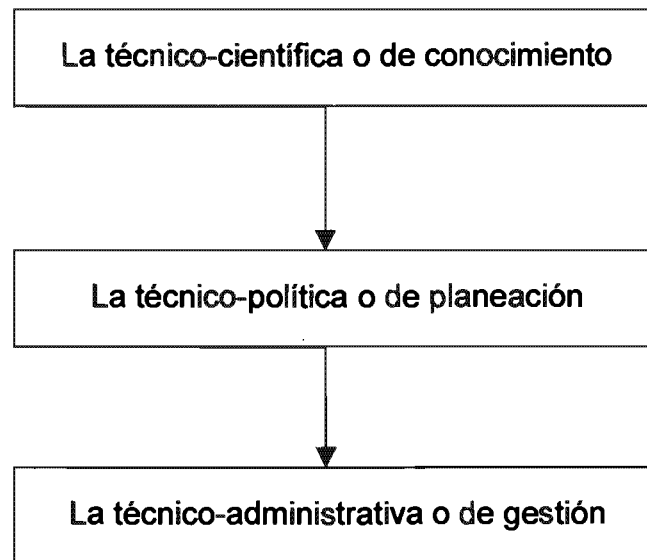 La técnico-científica o de conocimiento
La técnico-política o de planeación
La técnico-administrativa o de gestión